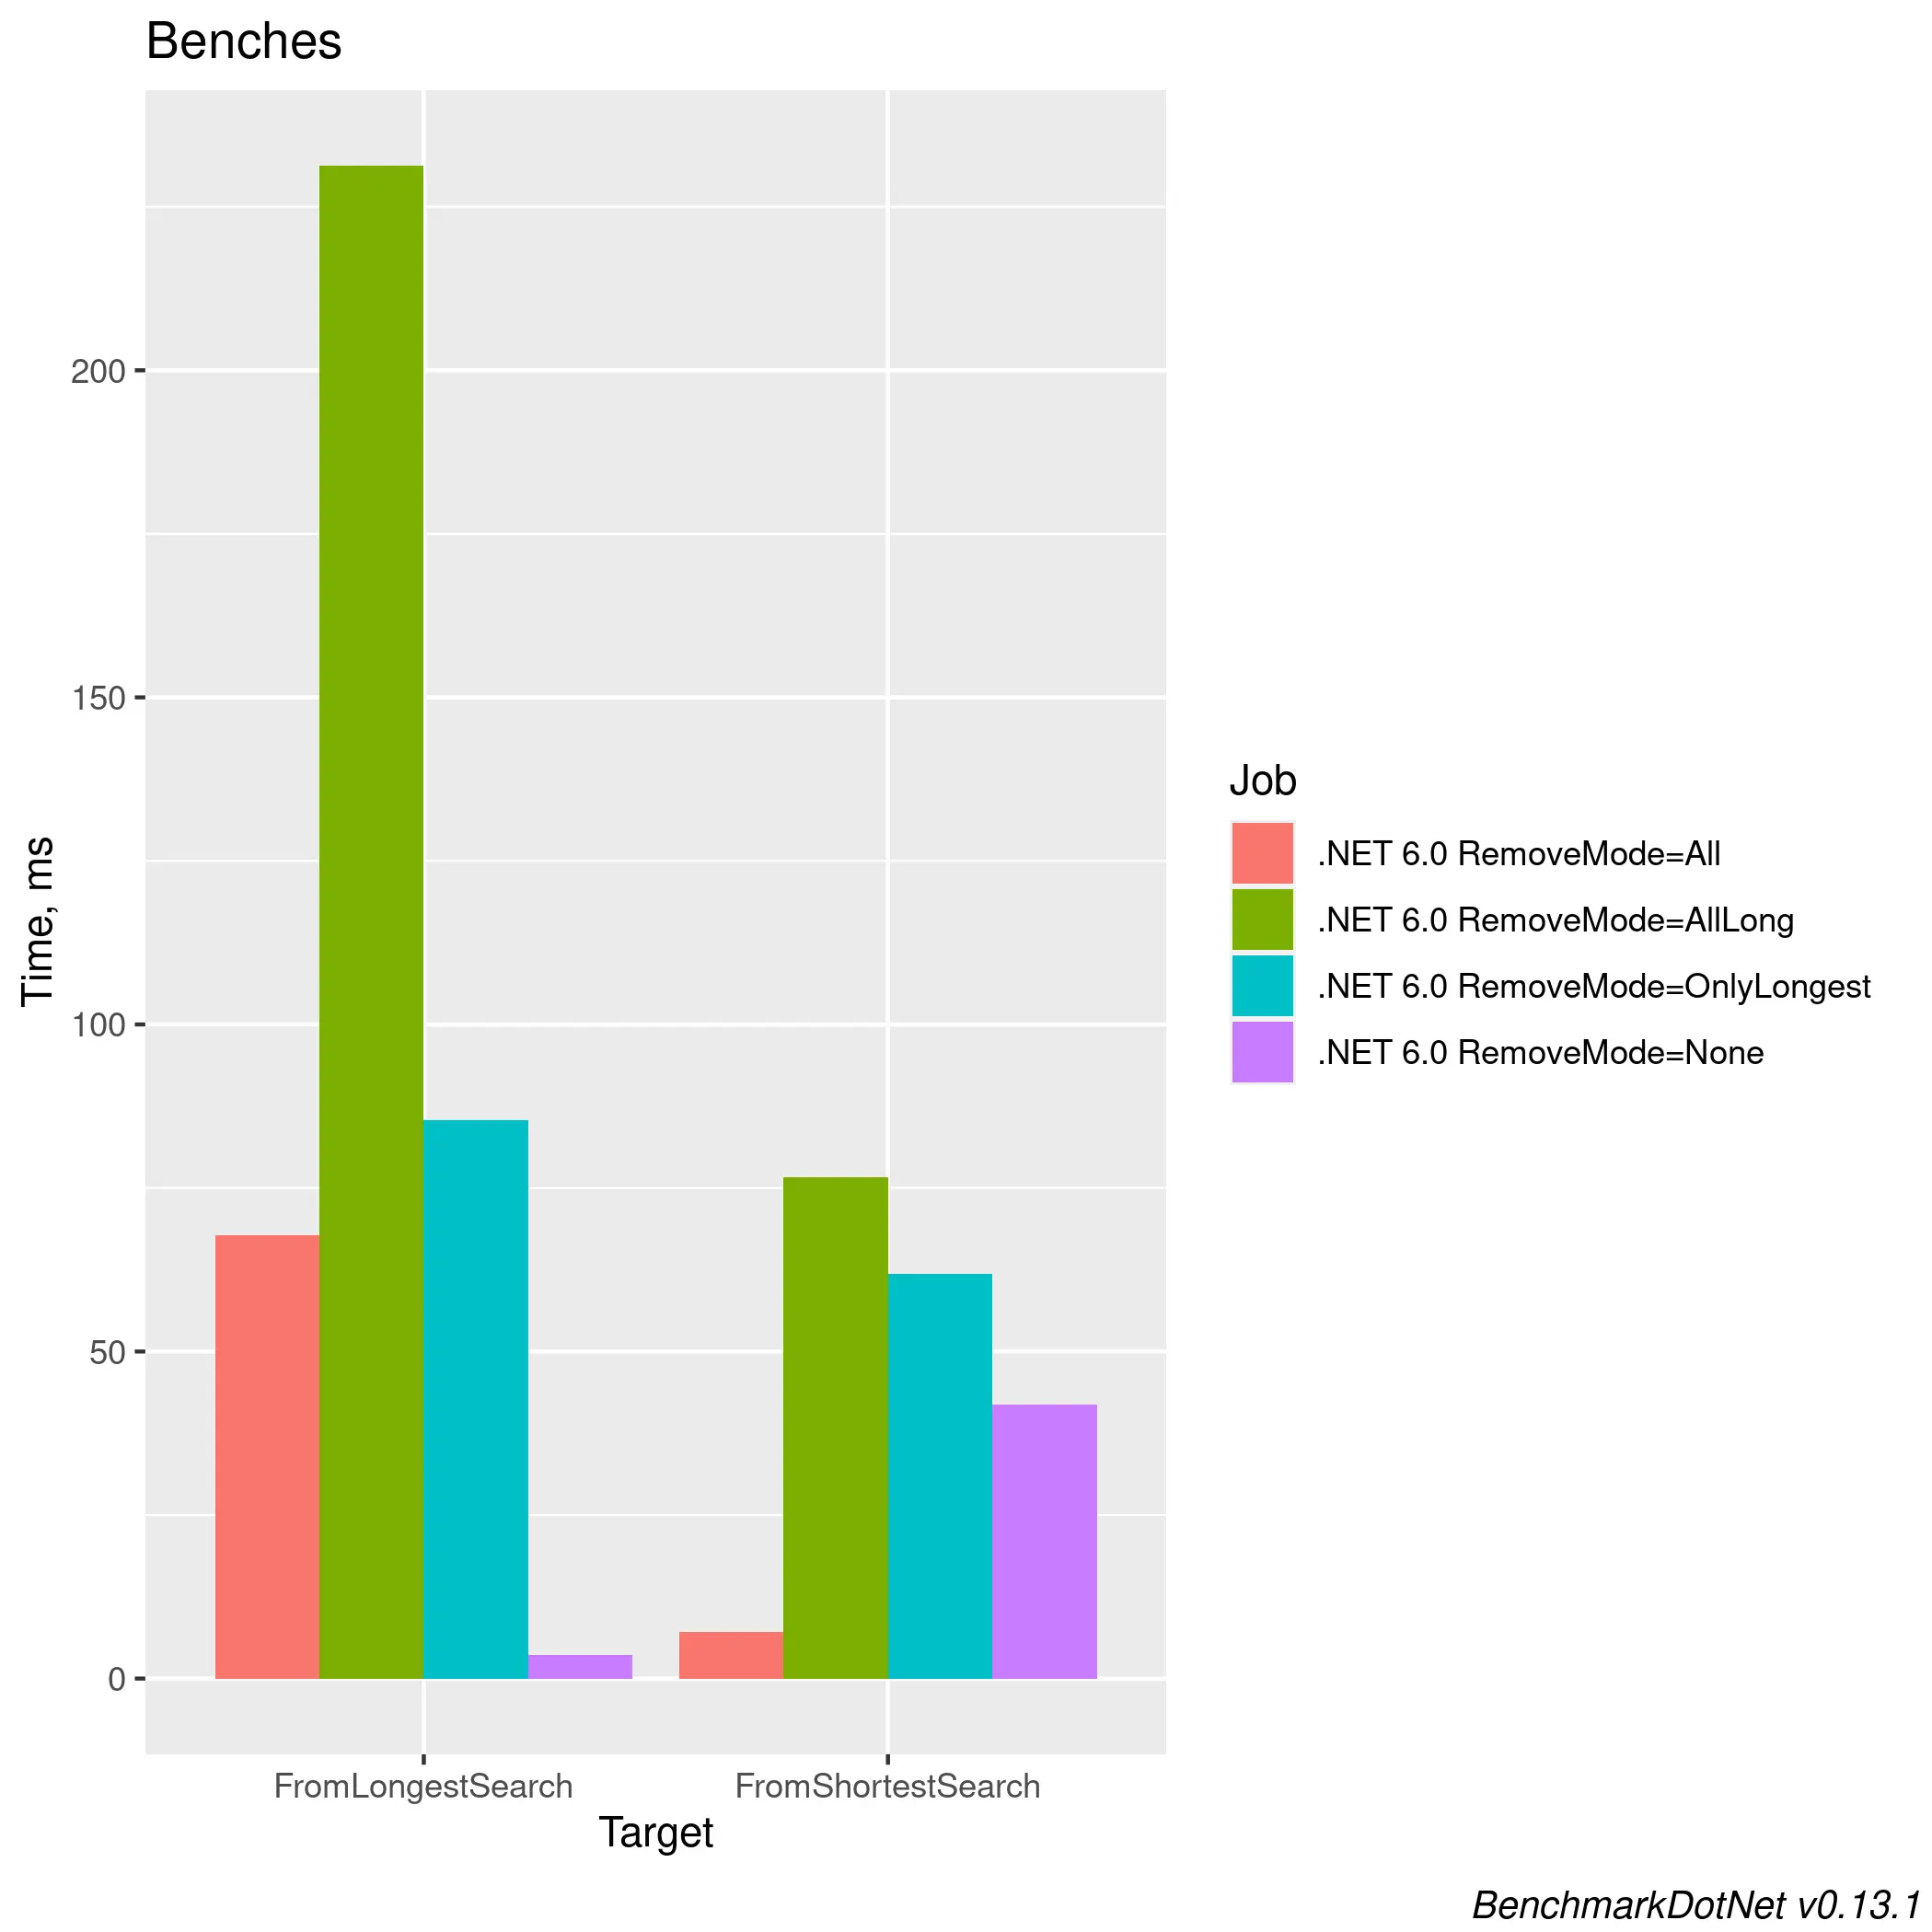 Benches
Time, ms
200
150
100
50
0
FromLongestSearch
FromShortestSearch
Target
Job
.NET 6.0 RemoveMode=All
.NET 6.0 RemoveMode=AllLong
.NET 6.0 RemoveMode=OnlyLongest
.NET 6.0 RemoveMode=None
BenchmarkDotNet v0.13.1